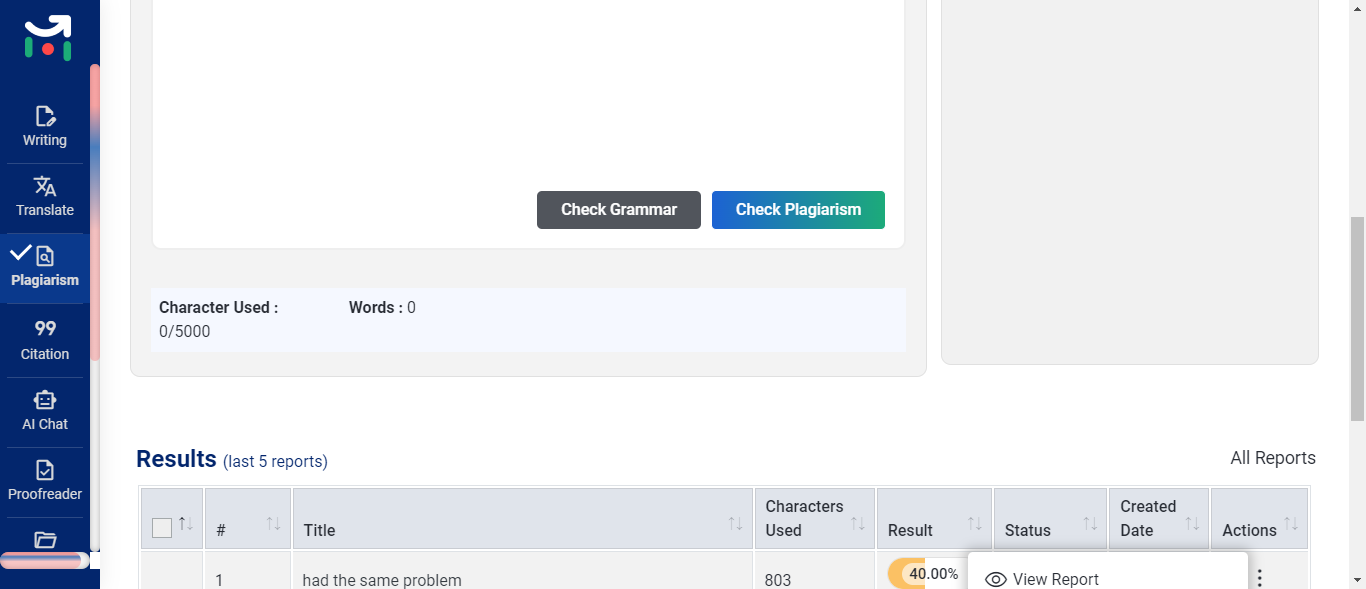 Writing
Translate
Plagiarism
99
Citation
AI Chat
Proofreader
Check Grammar
Check Plagiarism
Character Used :
0/5000
Words : 0
Results (last 5 reports)
All Reports
#
Title
Characters
Used
Result
Status
Created
Date
Actions
1
had the same problem
803
40.00%
View Report